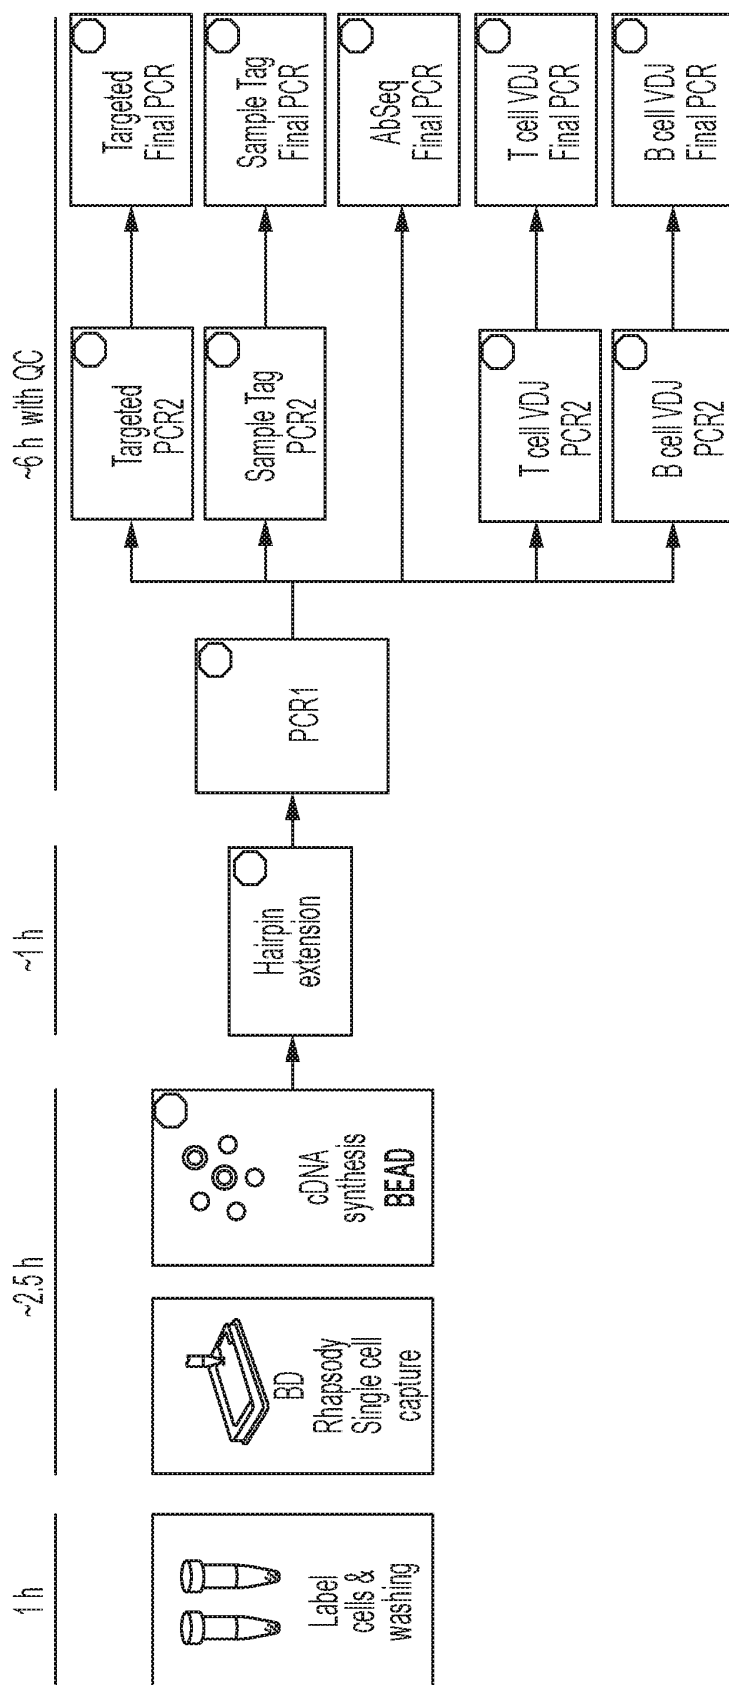 1 h
~2.5 h
~1 h
~6 h with QC
Label
cells &
washing
BD
Rhapsody
Single cell
capture
cDNA
synthesis
BEAD
Hairpin
extension
PCR1
Targeted
PCR2
Targeted
Final PCR
Sample Tag
PCR2
Sample Tag
Final PCR
AbSeq
Final PCR
T cell VDJ
PCR2
T cell VDJ
Final PCR
B cell VDJ
PCR2
B cell VDJ
Final PCR